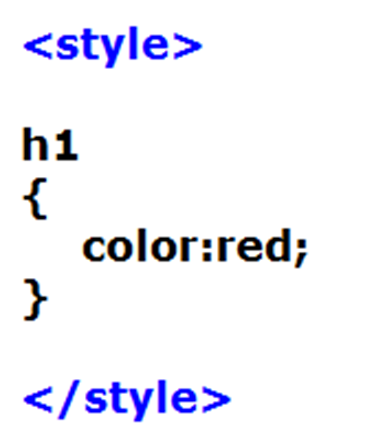 <style>
h1
{
color:red;
}
</style>